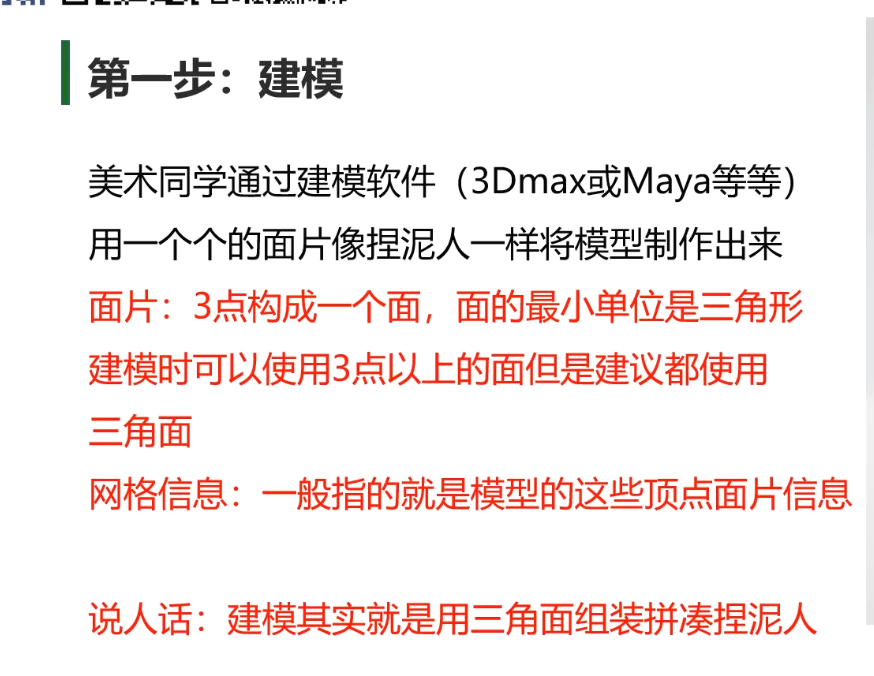 第一步：建模
美术同学通过建模软件（3Dmax或Maya等等）
用一个个的面片像捏泥人一样将模型制作出来
面片：3点构成一个面，面的最小单位是三角形
建模时可以使用3点以上的面但是建议都使用
三角面
网格信息：一般指的就是模型的这些顶点面片信息
说人话：建模其实就是用三角面组装拼凑捏泥人